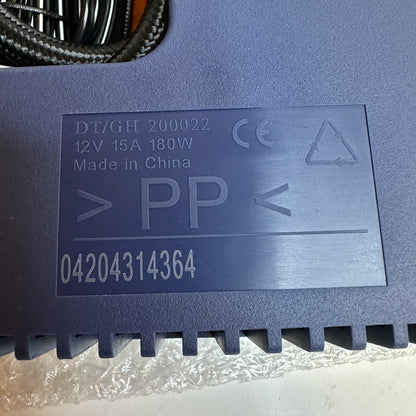 DT/GH 200022
12V 15A 180W
Made in China
CE
> PP <
04204314364